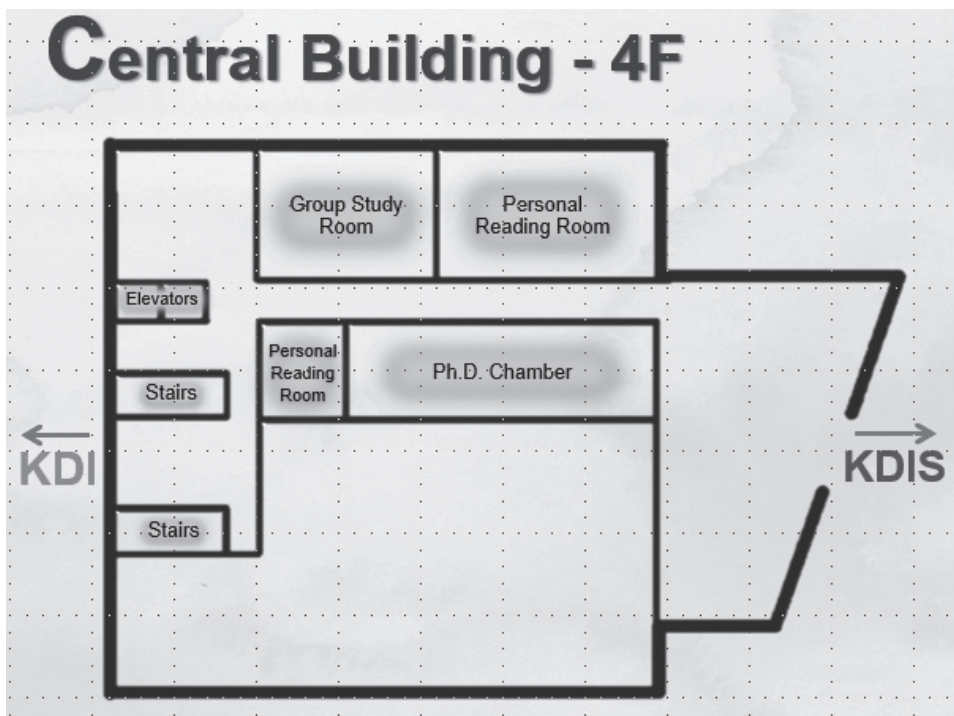 Central Building - 4F
Group Study
Room
Personal
Reading Room
Elevators
Personal
Reading
Room
Ph.D. Chamber
Stairs
KDI
KDIS
Stairs